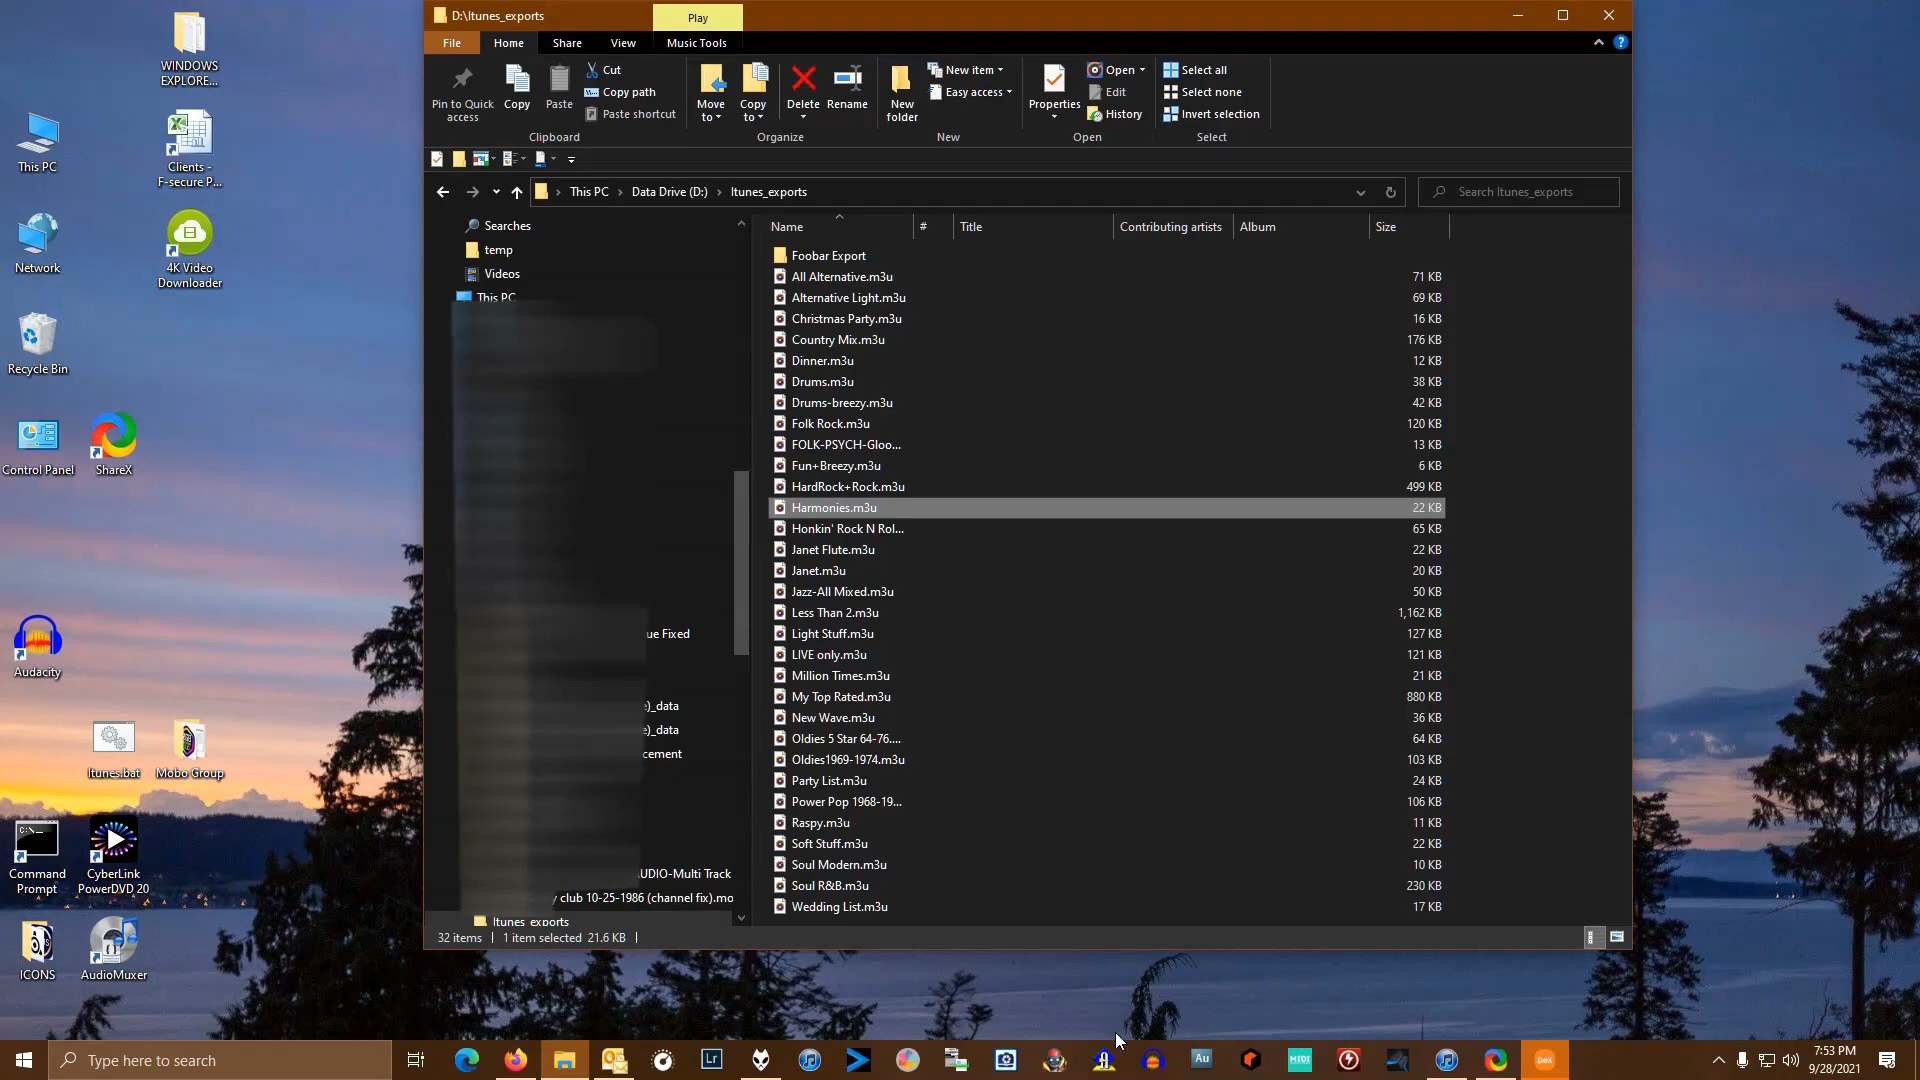 WINDOWS
EXPLORE...
This PC
Clients -
F-secure P...
Network
4K Video
Downloader
Recycle Bin
Control Panel
ShareX
Audacity
Itunes.bat
Mobo Group
Command
Prompt
CyberLink
PowerDVD 20
ICONS
AudioMuxer
D:\Itunes_exports
Play
File
Home
Share
View
Music Tools
Pin to Quick
access
Copy
Paste
Cut
Copy path
Paste shortcut
Clipboard
Move
to
Copy
to
Delete
Rename
Organize
New
folder
New item
Easy access
New
Properties
Open
Edit
History
Open
Select all
Select none
Invert selection
Select
This PC > Data Drive (D:) > Itunes_exports
Search Itunes_exports
Searches
temp
Videos
This PC
ue Fixed
e)_data
e)_data
cement
UDIO-Multi Track
y club 10-25-1986 (channel fix).mo
Itunes_exports
Name # Title Contributing artists Album Size
Foobar Export
All Alternative.m3u 71 KB
Alternative Light.m3u 69 KB
Christmas Party.m3u 16 KB
Country Mix.m3u 176 KB
Dinner.m3u 12 KB
Drums.m3u 38 KB
Drums-breezy.m3u 42 KB
Folk Rock.m3u 120 KB
FOLK-PSYCH-Gloo... 13 KB
Fun+Breezy.m3u 6 KB
HardRock+Rock.m3u 499 KB
Harmonies.m3u 22 KB
Honkin' Rock N Rol... 65 KB
Janet Flute.m3u 22 KB
Janet.m3u 20 KB
Jazz-All Mixed.m3u 50 KB
Less Than 2.m3u 1,162 KB
Light Stuff.m3u 127 KB
LIVE only.m3u 121 KB
Million Times.m3u 21 KB
My Top Rated.m3u 880 KB
New Wave.m3u 36 KB
Oldies 5 Star 64-76.... 64 KB
Oldies1969-1974.m3u 103 KB
Party List.m3u 24 KB
Power Pop 1968-19... 106 KB
Raspy.m3u 11 KB
Soft Stuff.m3u 22 KB
Soul Modern.m3u 10 KB
Soul R&B.m3u 230 KB
Wedding List.m3u 17 KB
32 items | 1 item selected 21.6 KB |
Type here to search
Lr
Au
MIDI
DeX
7:53 PM
9/28/2021